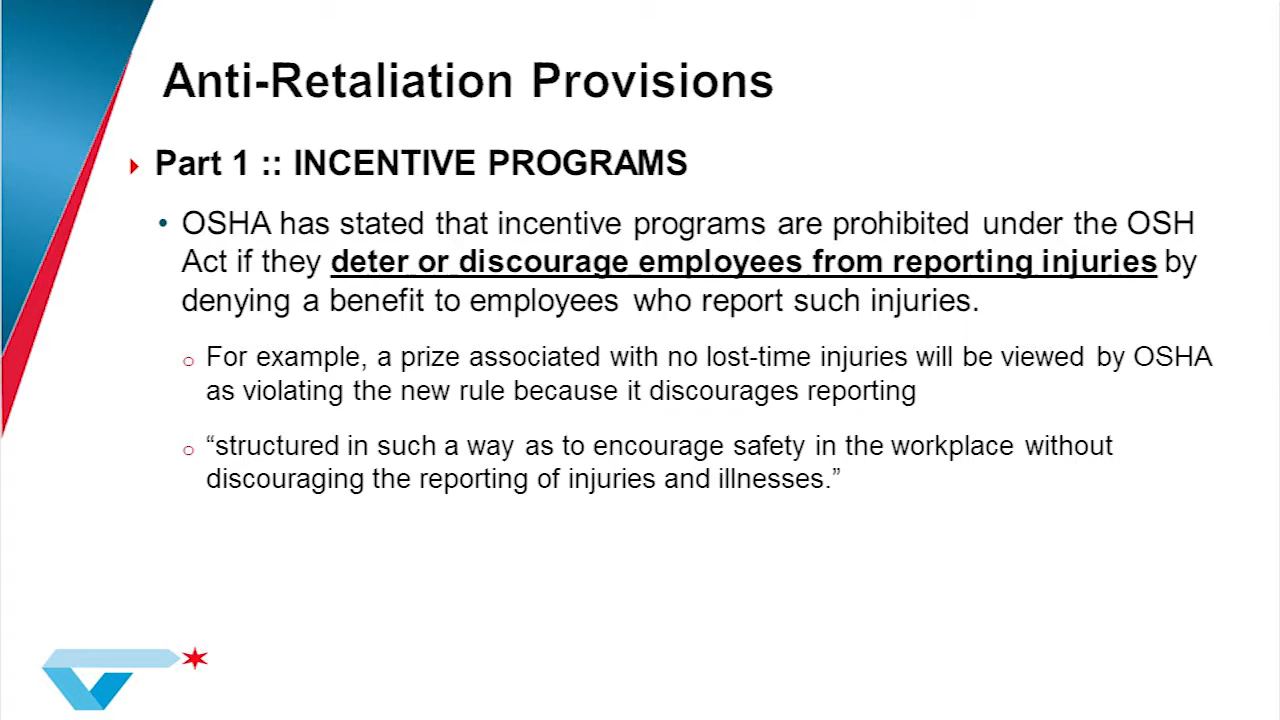 Anti-Retaliation Provisions
Part 1 :: INCENTIVE PROGRAMS
• OSHA has stated that incentive programs are prohibited under the OSH
Act if they deter or discourage employees from reporting injuries by
denying a benefit to employees who report such injuries.
o For example, a prize associated with no lost-time injuries will be viewed by OSHA
as violating the new rule because it discourages reporting
o “structured in such a way as to encourage safety in the workplace without
discouraging the reporting of injuries and illnesses.”